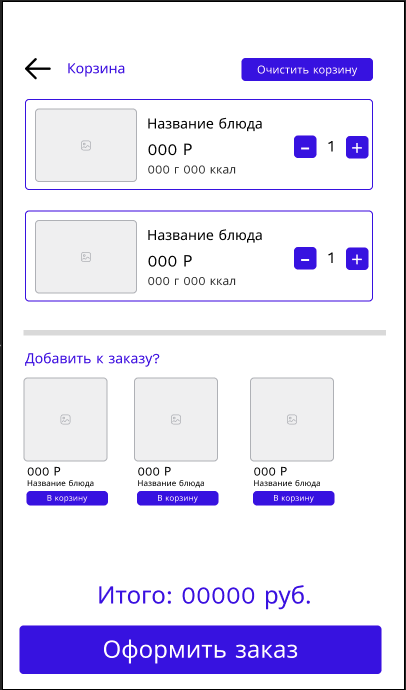 Корзина
Очистить корзину
Название блюда
000 Р
000 г 000 ккал
– 1 +
Название блюда
000 Р
000 г 000 ккал
– 1 +
Добавить к заказу?
000 Р
Название блюда
В корзину
000 Р
Название блюда
В корзину
000 Р
Название блюда
В корзину
Итого: 00000 руб.
Оформить заказ